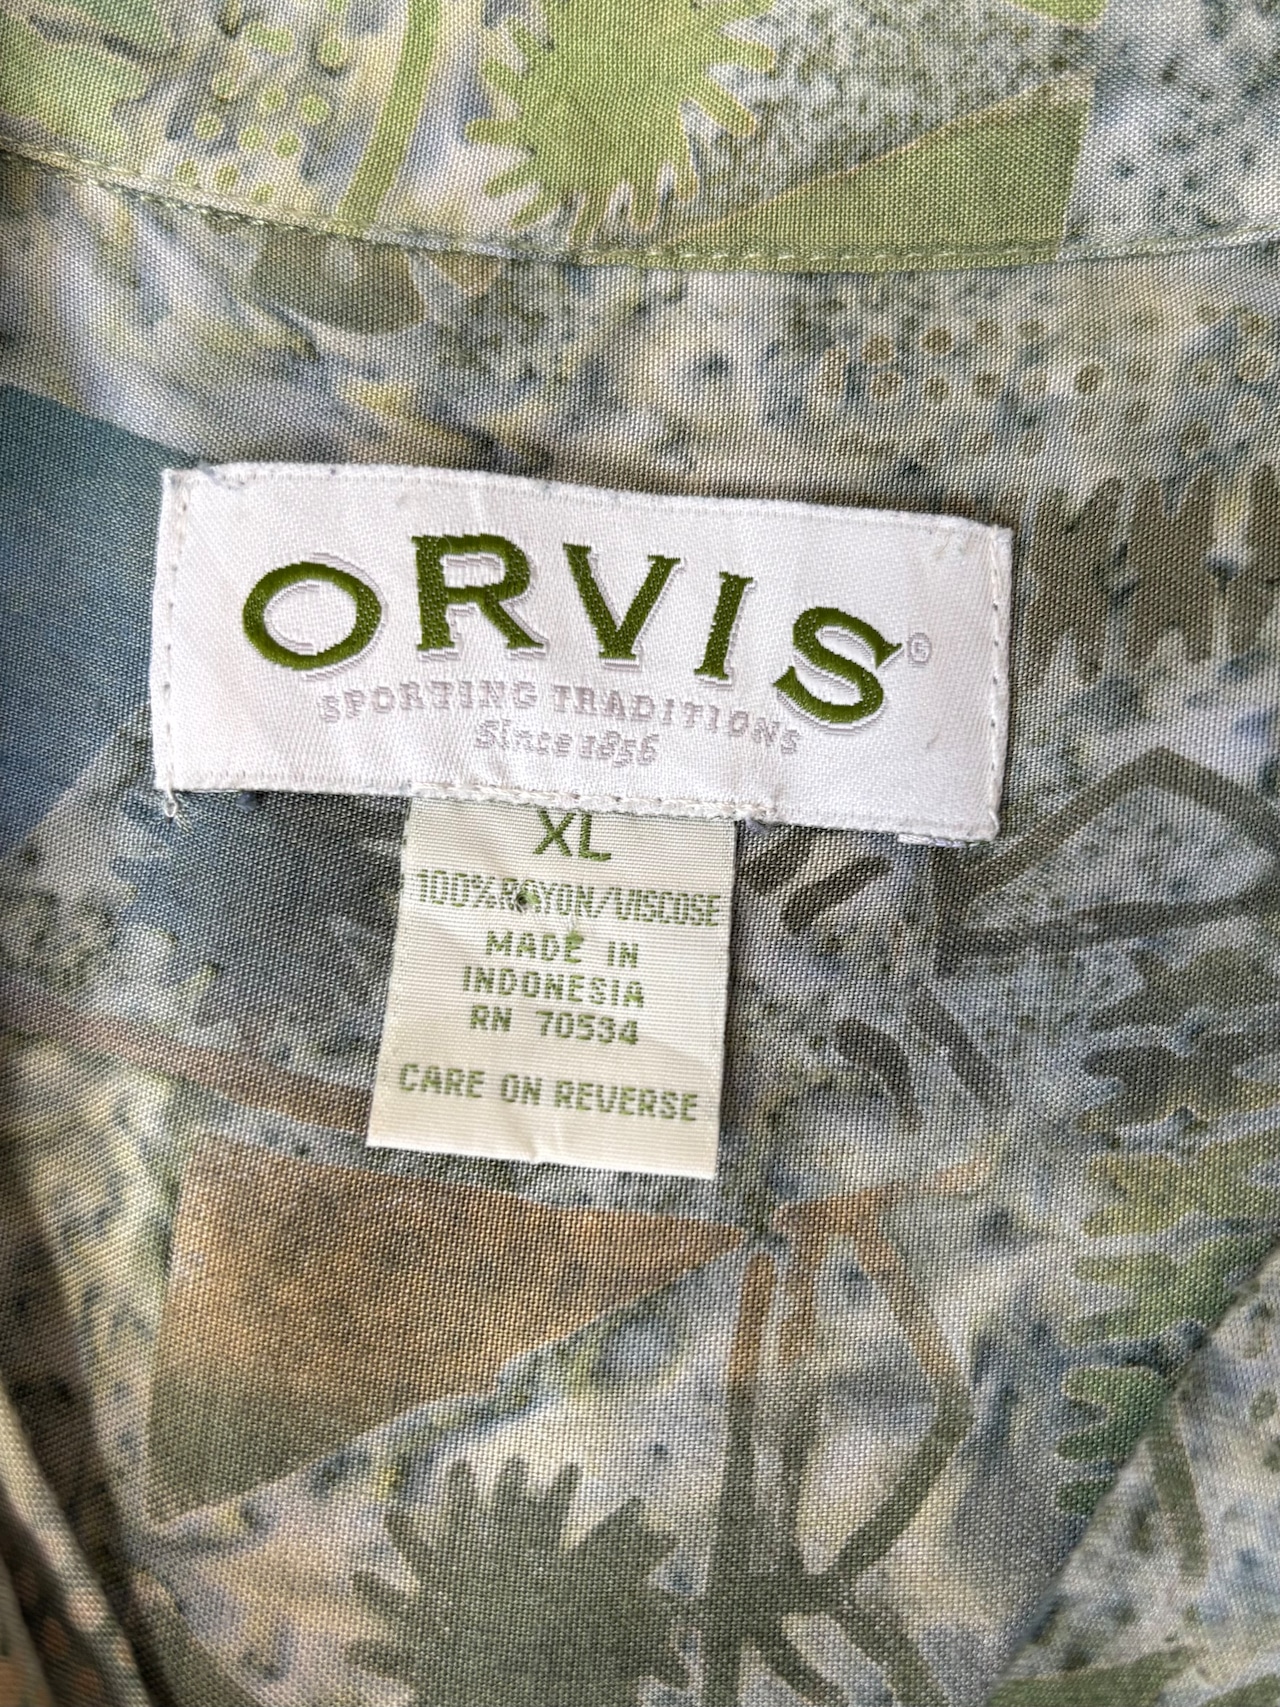 ORVIS®
SPORTING TRADITIONS
Since 1856
XL
100% RAYON/VISCOSE
MADE IN
INDONESIA
RN 70534
CARE ON REVERSE